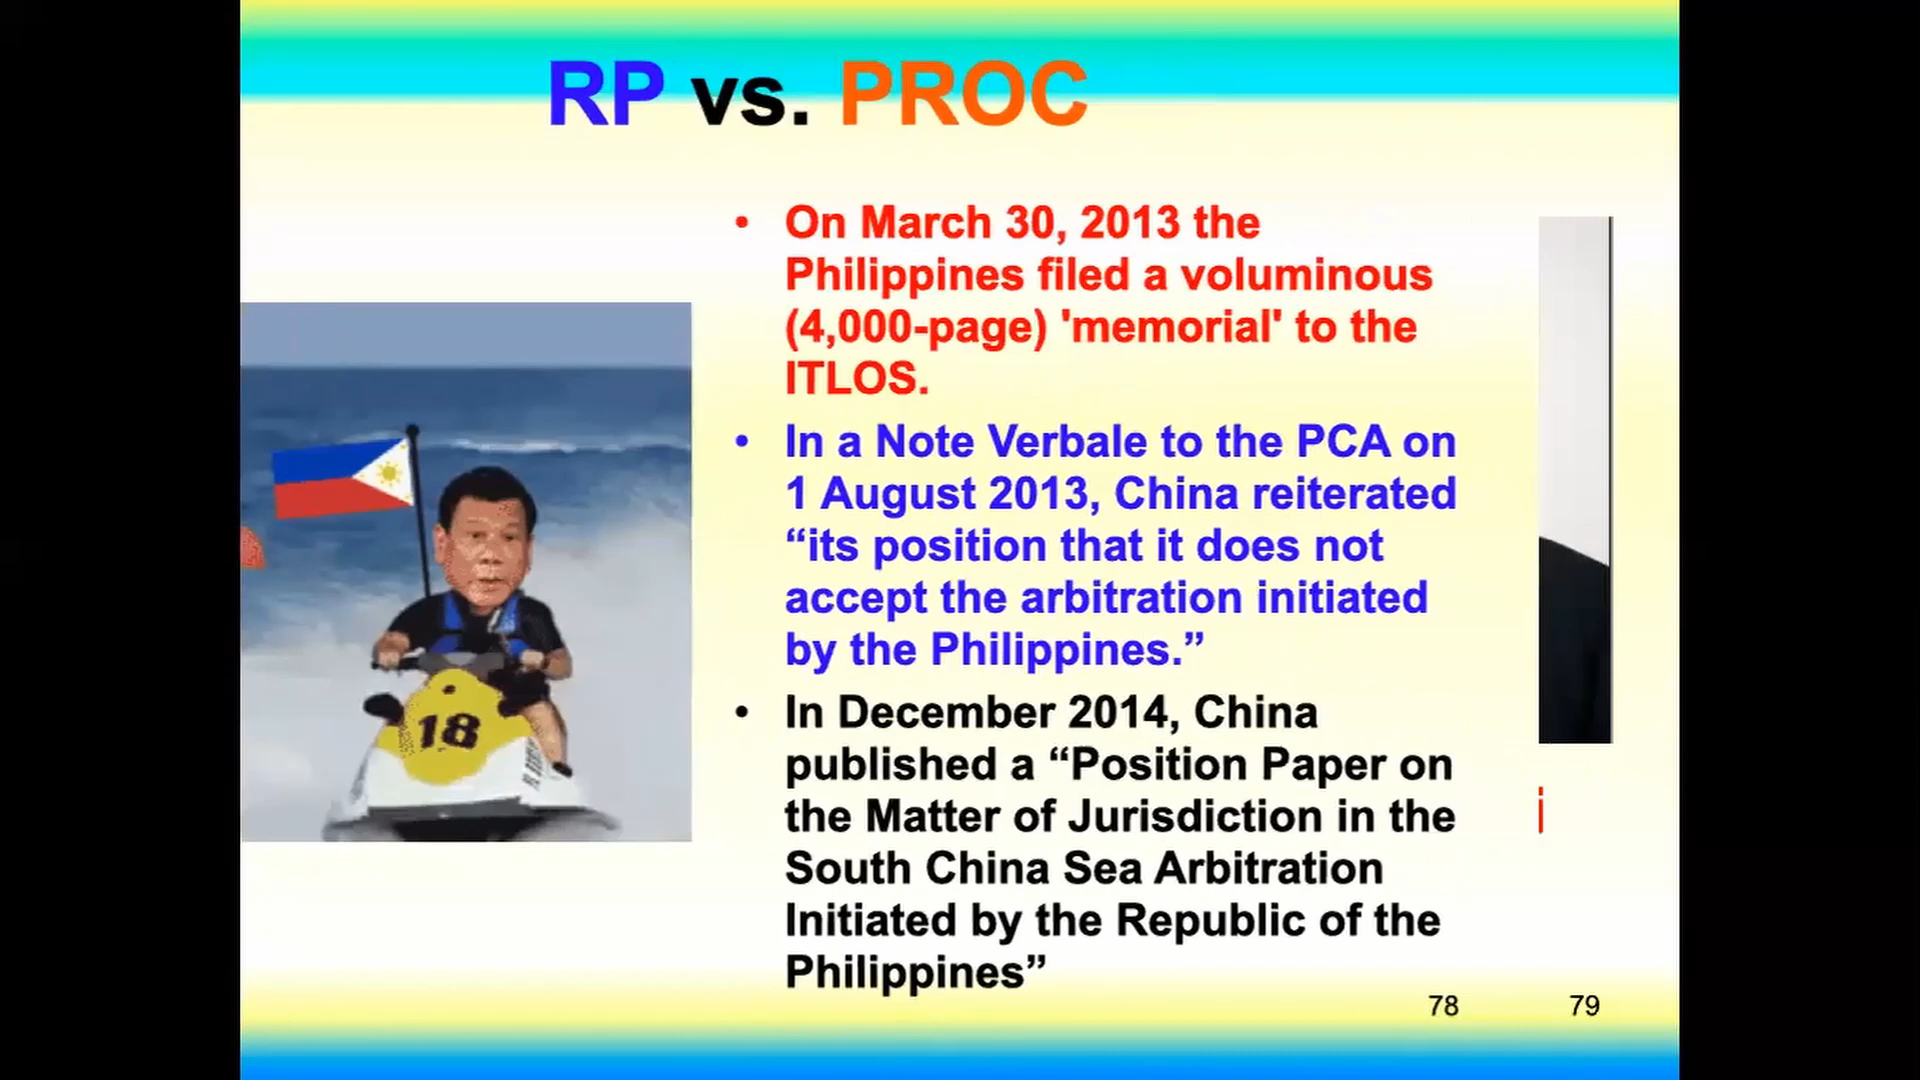 RP vs. PROC
• On March 30, 2013 the
Philippines filed a voluminous
(4,000-page) 'memorial' to the
ITLOS.
• In a Note Verbale to the PCA on
1 August 2013, China reiterated
“its position that it does not
accept the arbitration initiated
by the Philippines.”
• In December 2014, China
published a “Position Paper on
the Matter of Jurisdiction in the
South China Sea Arbitration
Initiated by the Republic of the
Philippines”
18
i
78
79